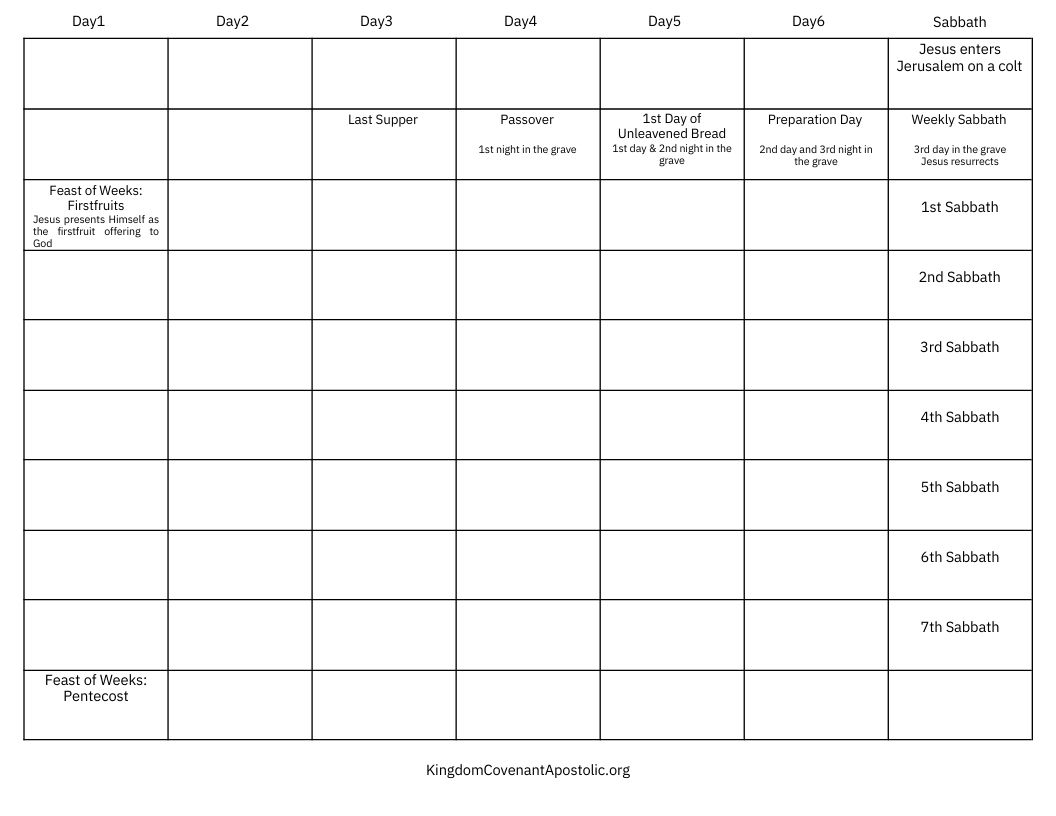 Day1 Day2 Day3 Day4 Day5 Day6 Sabbath
Jesus enters
Jerusalem on a colt
Last Supper
Passover
1st night in the grave
1st Day of
Unleavened Bread
1st day & 2nd night in the
grave
Preparation Day
2nd day and 3rd night in
the grave
Weekly Sabbath
3rd day in the grave
Jesus resurrects
Feast of Weeks:
Firstfruits
Jesus presents Himself as
the firstfruit offering to
God
1st Sabbath
2nd Sabbath
3rd Sabbath
4th Sabbath
5th Sabbath
6th Sabbath
7th Sabbath
Feast of Weeks:
Pentecost
KingdomCovenantApostolic.org